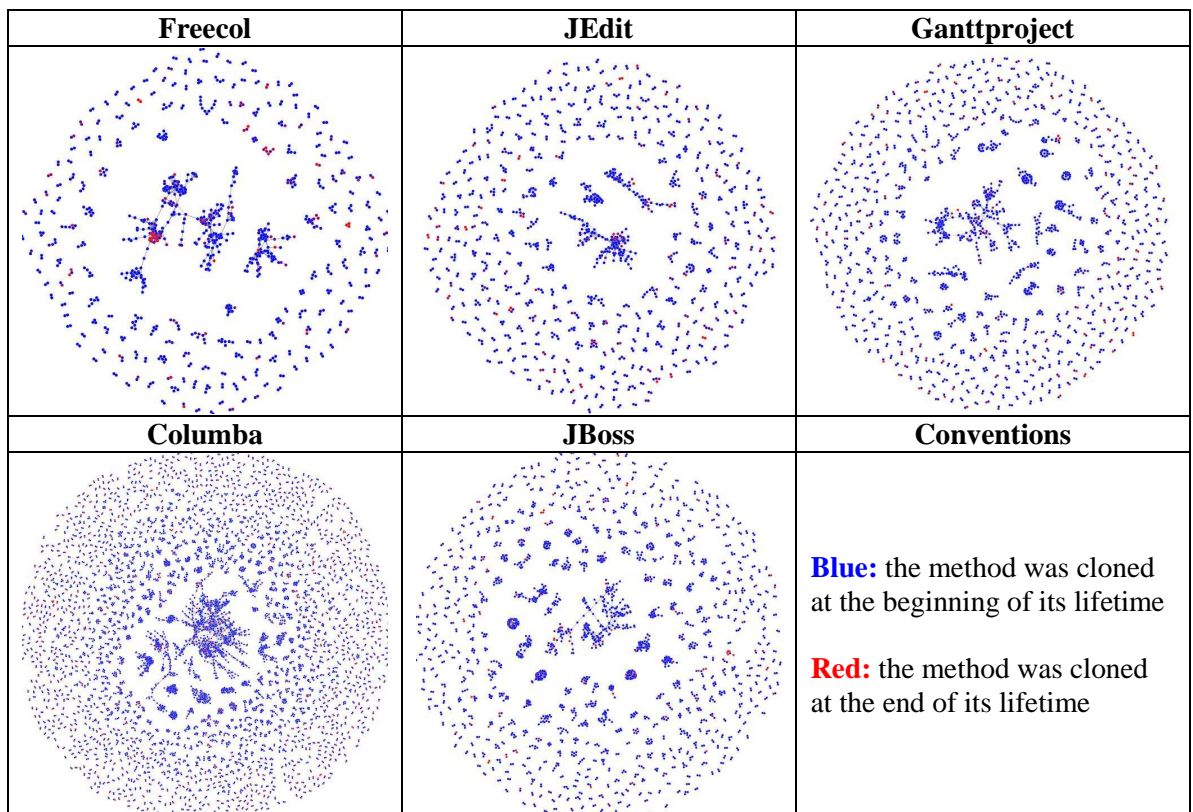 Freecol
JEdit
Ganttproject
Columba
JBoss
Conventions
Blue: the method was cloned
at the beginning of its lifetime
Red: the method was cloned
at the end of its lifetime